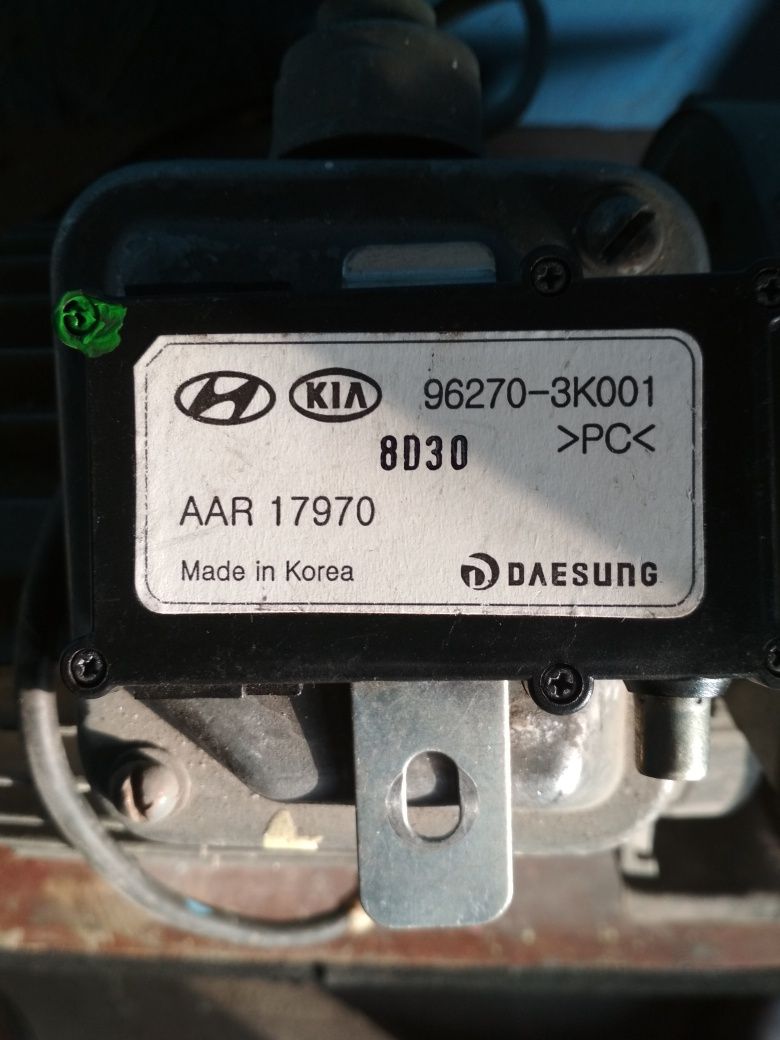 KIA 96270-3K001
8D30 >PC<
AAR 17970
Made in Korea DAESUNG